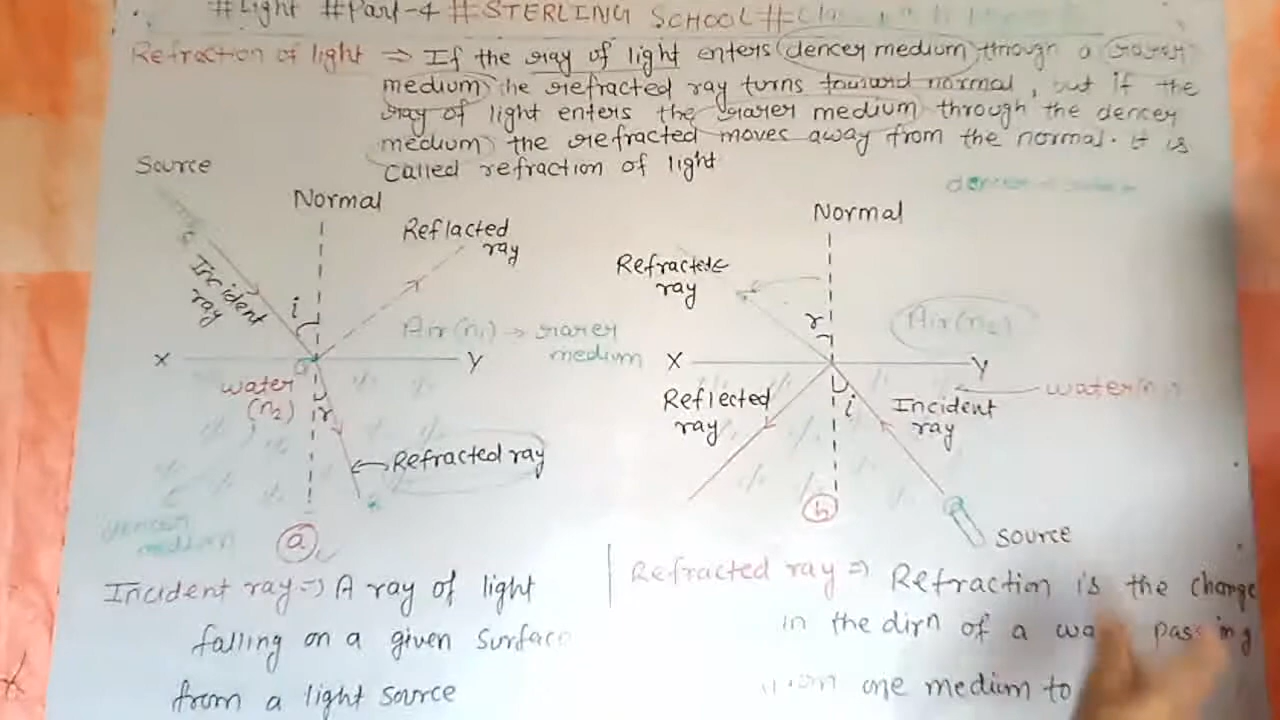 #Light #Part-4 #STERLING SCHOOL #
Refraction of light ⇒ If the ray of light enters dencer medium through a rarer
medium the refracted ray turns toward normal, but if the
ray of light enters the rarer medium through the dencer
medium the refracted moves away from the normal. It is
called refraction of light
Source
Normal
Reflacted
ray
Incident
ray
i
Air(n1) → rarer
medium
X
Y
water
(n2)
r
Refracted ray
dencer
medium
a
Normal
Refracted
ray
r
Air(n2)
X
Y
water
Reflected
ray
i
Incident
ray
b
Source
Incident ray ⇒ A ray of light
falling on a given Surface
from a light source
Refracted ray ⇒ Refraction is the change
in the dirn of a passing
one medium to